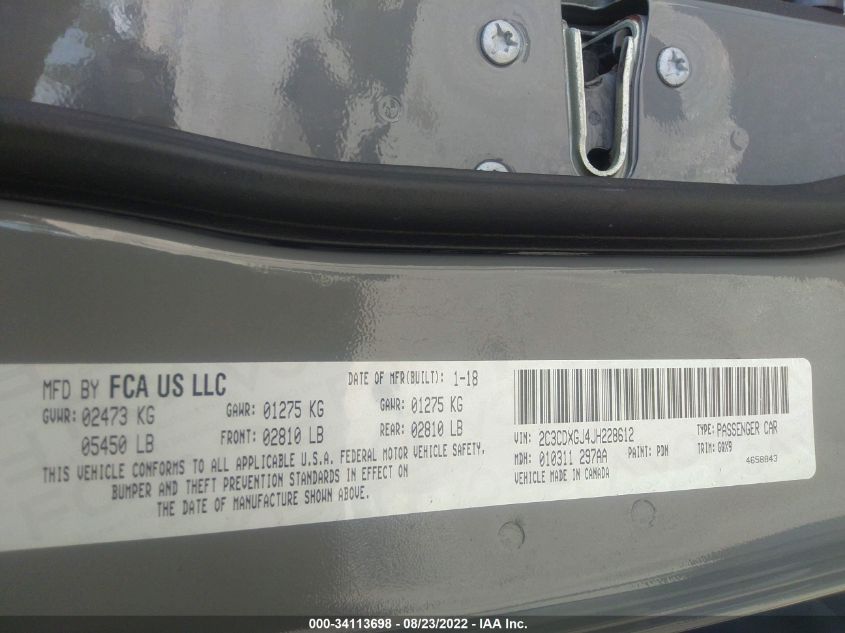 MFD BY FCA US LLC
DATE OF MFR(BUILT): 1-18
GVWR: 02473 KG
05450 LB
GAWR: 01275 KG
FRONT: 02810 LB
GAWR: 01275 KG
REAR: 02810 LB
THIS VEHICLE CONFORMS TO ALL APPLICABLE U.S.A. FEDERAL MOTOR VEHICLE SAFETY,
BUMPER AND THEFT PREVENTION STANDARDS IN EFFECT ON
THE DATE OF MANUFACTURE SHOWN ABOVE.
VIN: 2C3CDXGJ4JH228612
TYPE: PASSENGER CAR
MDH: 010311 297AA
PAINT: PDN
TRIM: GRX9
VEHICLE MADE IN CANADA
4658843
000-34113698 - 08/23/2022 - IAA Inc.